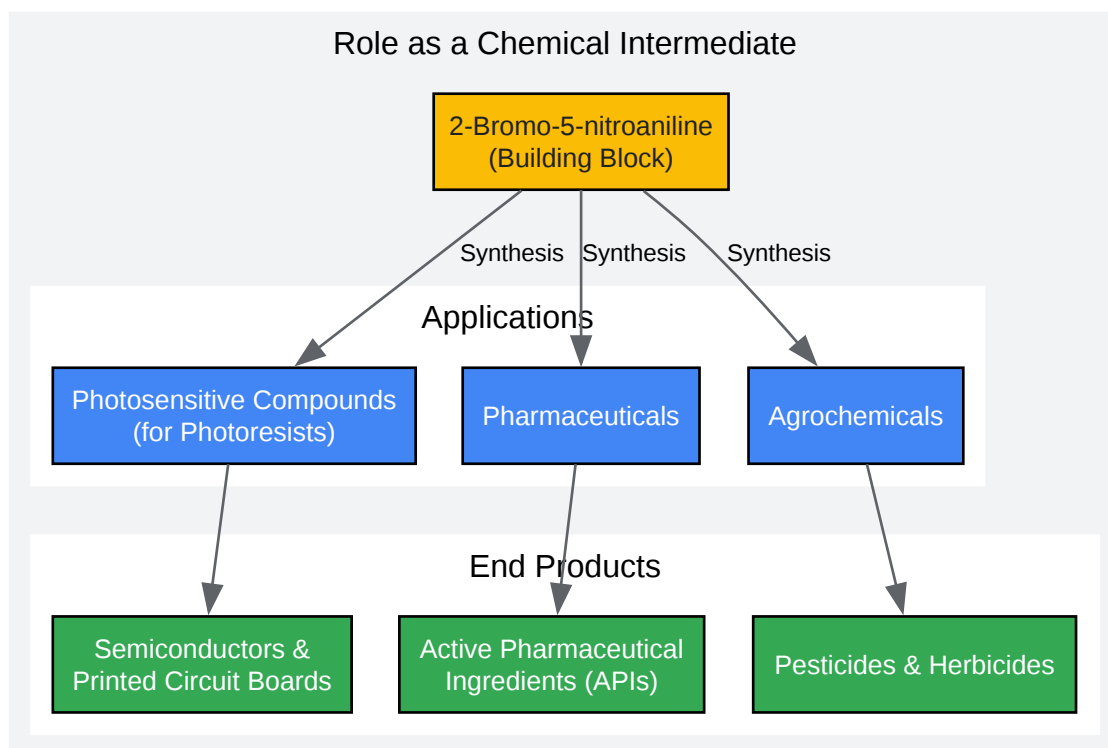 Role as a Chemical Intermediate
2-Bromo-5-nitroaniline
(Building Block)
Synthesis
Synthesis
Synthesis
Applications
Photosensitive Compounds
(for Photoresists)
Pharmaceuticals
Agrochemicals
End Products
Semiconductors &
Printed Circuit Boards
Active Pharmaceutical
Ingredients (APIs)
Pesticides & Herbicides